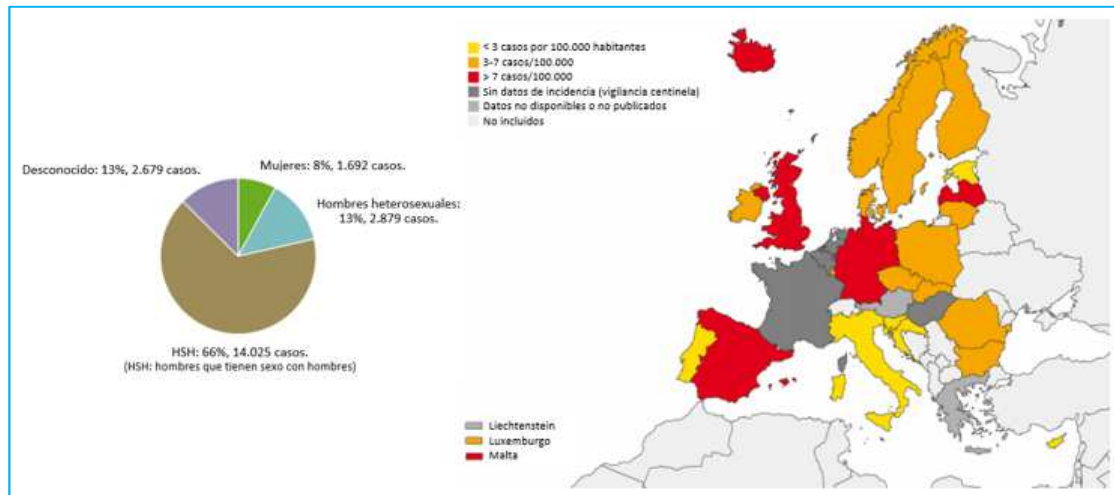 Desconocido: 13%, 2.679 casos.
Mujeres: 8%, 1.692 casos.
Hombres heterosexuales:
13%, 2.879 casos.
HSH: 66%, 14.025 casos.
(HSH: hombres que tienen sexo con hombres)
< 3 casos por 100.000 habitantes
3-7 casos/100.000
> 7 casos/100.000
Sin datos de incidencia (vigilancia centinela)
Datos no disponibles o no publicados
No incluidos
Liechtenstein
Luxemburgo
Malta